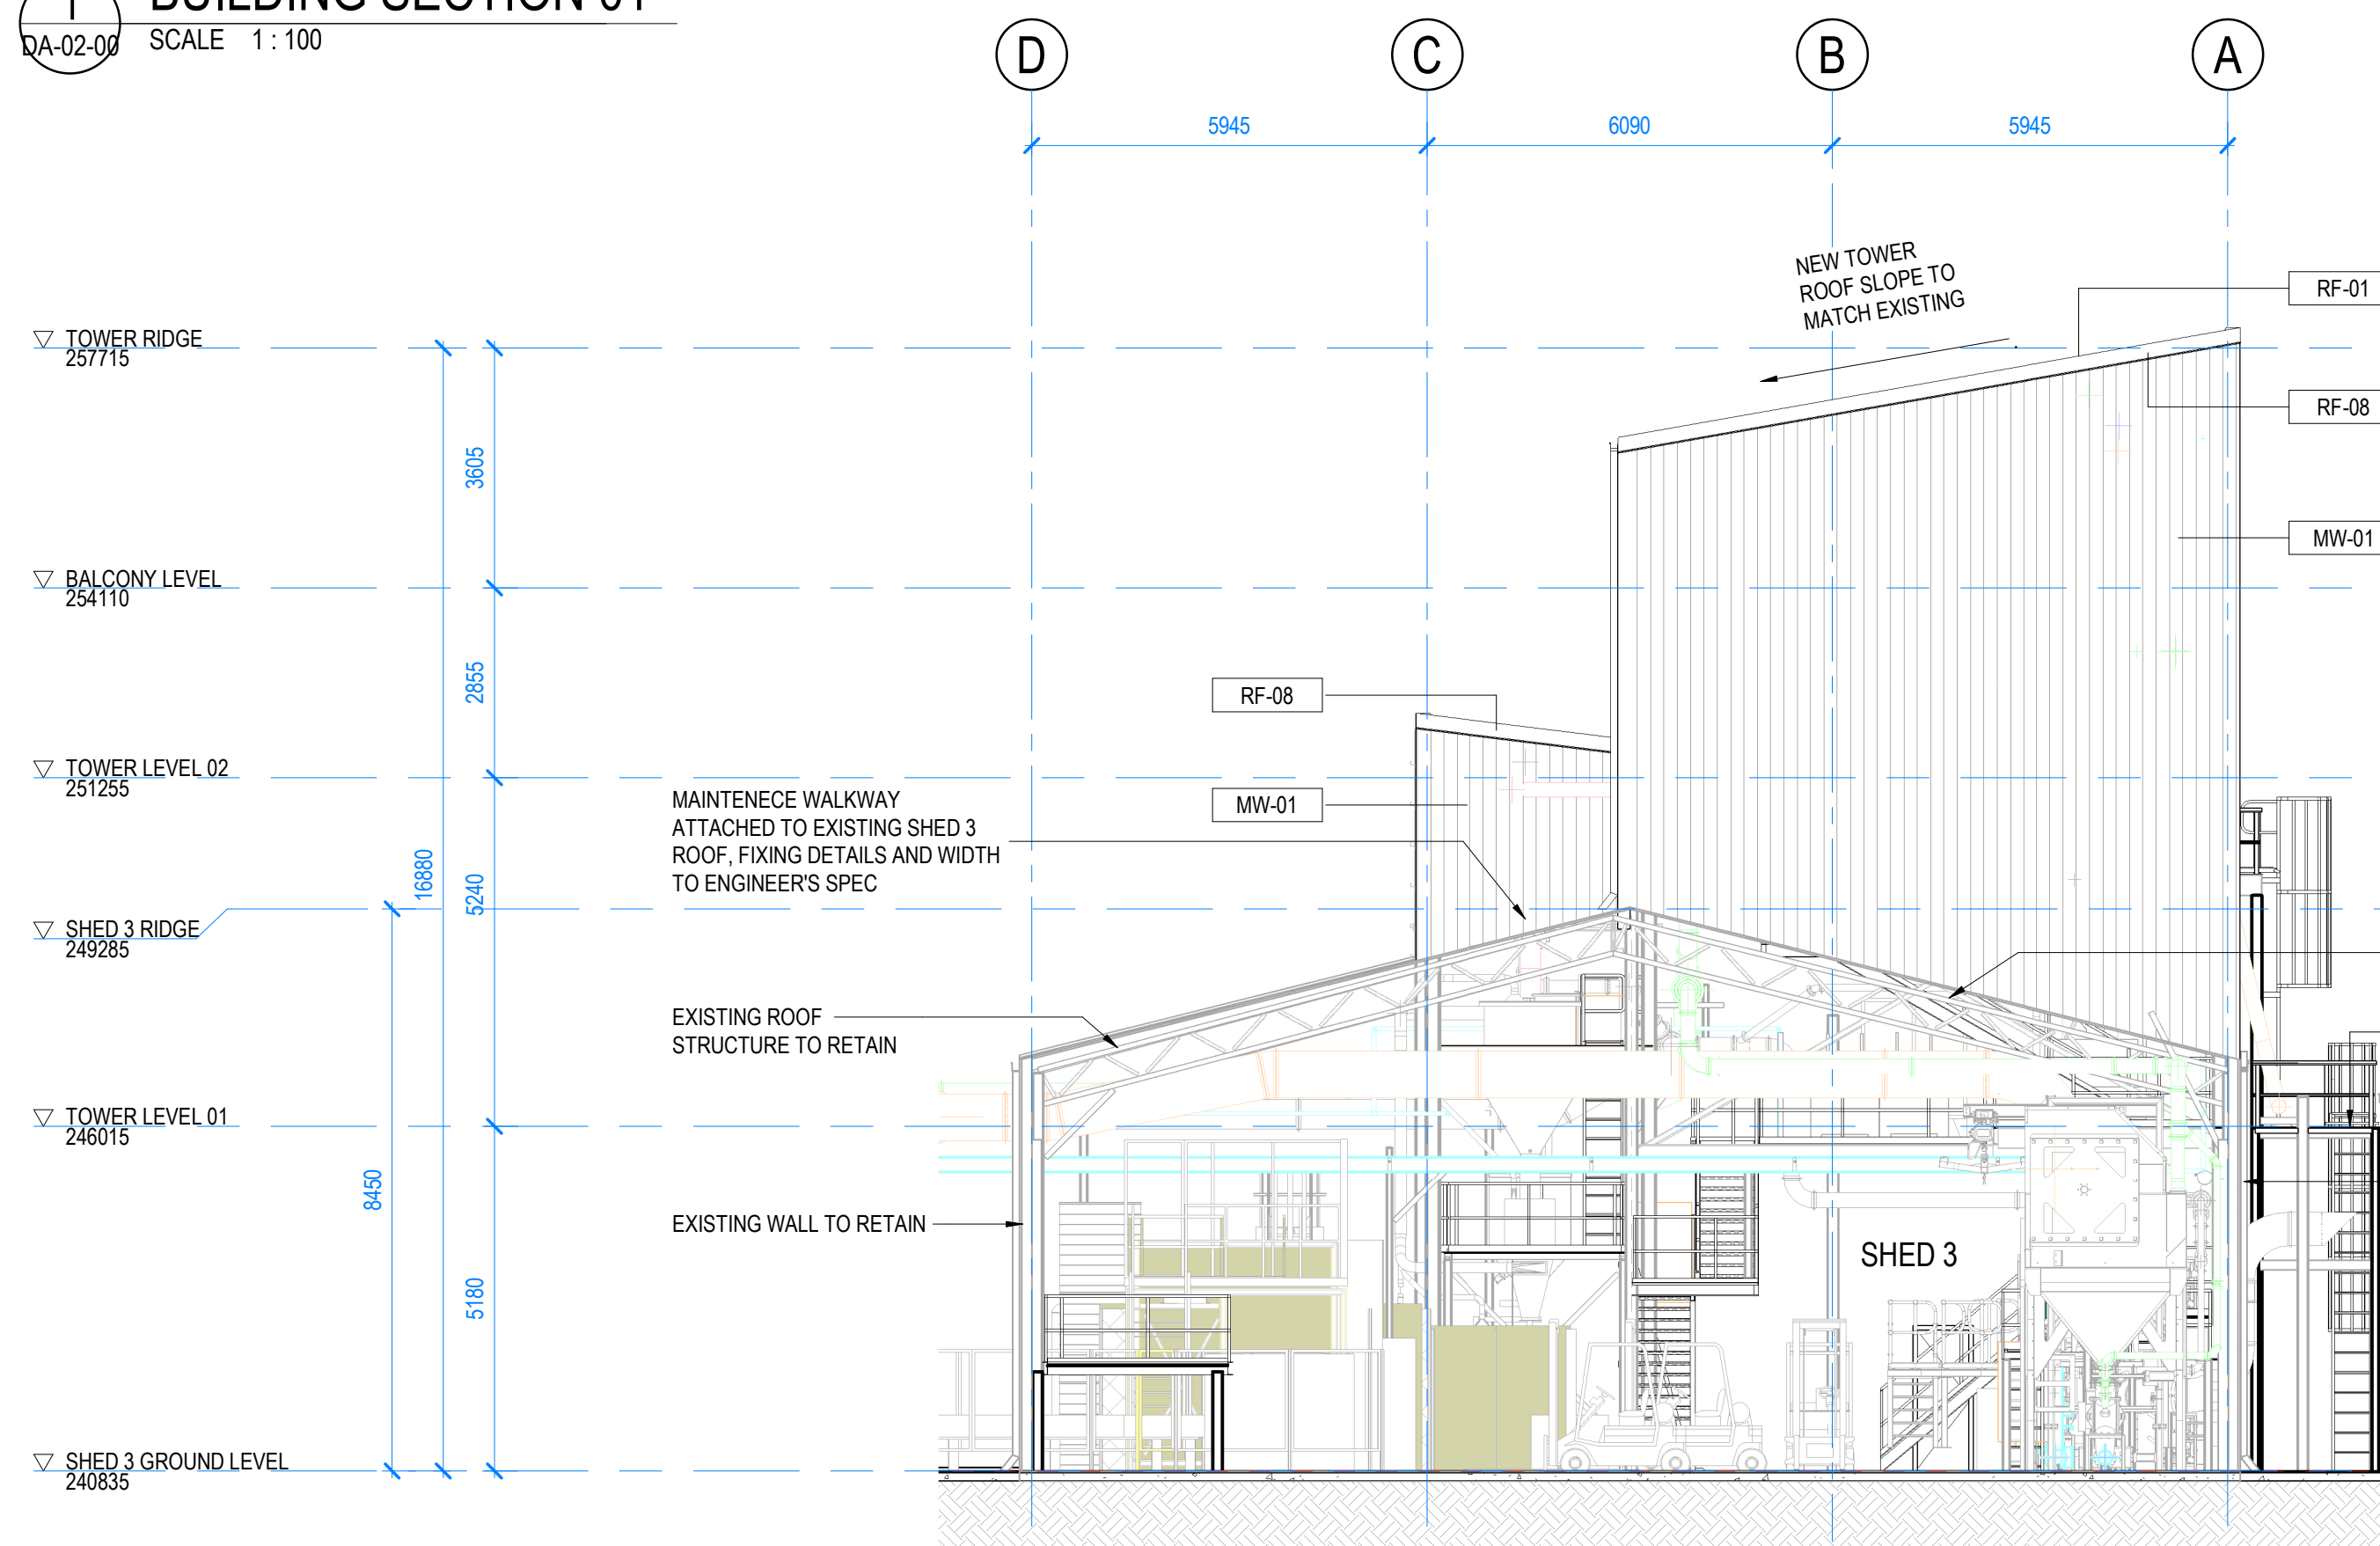 BUILDING SECTION 01
1
DA-02-00
SCALE 1 : 100
D
C
B
A
5945
6090
5945
NEW TOWER
ROOF SLOPE TO
MATCH EXISTING
RF-01
RF-08
MW-01
TOWER RIDGE
257715
3605
BALCONY LEVEL
254110
2855
RF-08
TOWER LEVEL 02
251255
MW-01
MAINTENECE WALKWAY
ATTACHED TO EXISTING SHED 3
ROOF, FIXING DETAILS AND WIDTH
TO ENGINEER'S SPEC
16880
5240
SHED 3 RIDGE
249285
EXISTING ROOF
STRUCTURE TO RETAIN
TOWER LEVEL 01
246015
8450
EXISTING WALL TO RETAIN
SHED 3
5180
SHED 3 GROUND LEVEL
240835